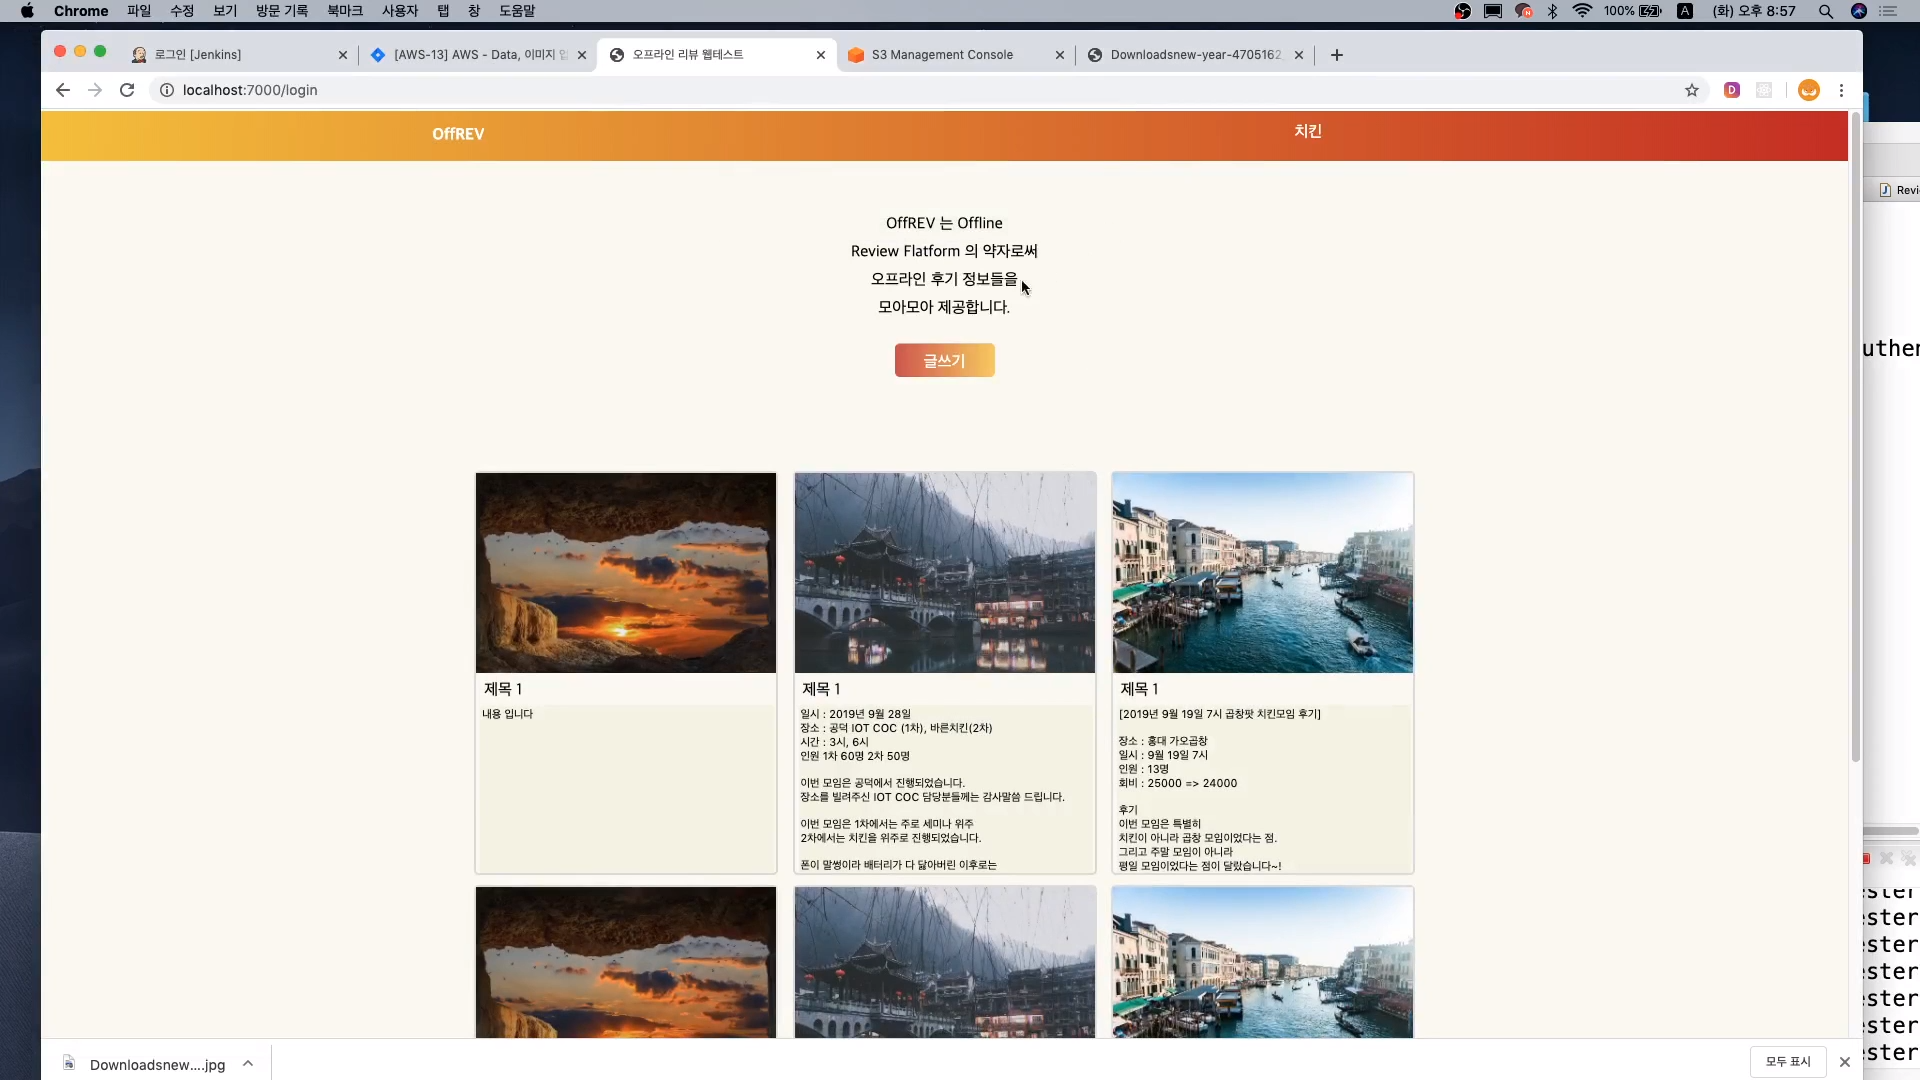 Chrome 파일 수정 보기 방문 기록 북마크 사용자 탭 창 도움말 100% A (화) 오후 8:57
로그인 [Jenkins]
[AWS-13] AWS - Data, 이미지
오프라인 리뷰 웹테스트
S3 Management Console
Downloadsnew-year-4705162
localhost:7000/login
D
OffREV
치킨
OffREV 는 Offline
Review Flatform 의 약자로써
오프라인 후기 정보들을
모아모아 제공합니다.
글쓰기
제목 1
내용 입니다
제목 1
일시 : 2019년 9월 28일
장소 : 공덕 IOT COC (1차), 바른치킨(2차)
시간 : 3시, 6시
인원 1차 60명 2차 50명
이번 모임은 공덕에서 진행되었습니다.
장소를 빌려주신 IOT COC 담당분들께는 감사말씀 드립니다.
이번 모임은 1차에서는 주로 세미나 위주
2차에서는 치킨을 위주로 진행되었습니다.
폰이 말썽이라 배터리가 다 닳아버린 이후로는
제목 1
[2019년 9월 19일 7시 곱창팟 치킨모임 후기]
장소 : 홍대 가오곱창
일시 : 9월 19일 7시
인원 : 13명
회비 : 25000 => 24000
후기
이번 모임은 특별히
치킨이 아니라 곱창 모임이었다는 점.
그리고 주말 모임이 아니라
평일 모임이었다는 점이 달랐습니다~!
Revi
uther
ester
ester
ester
ester
ester
ester
ester
Downloadsnew....jpg
모두 표시